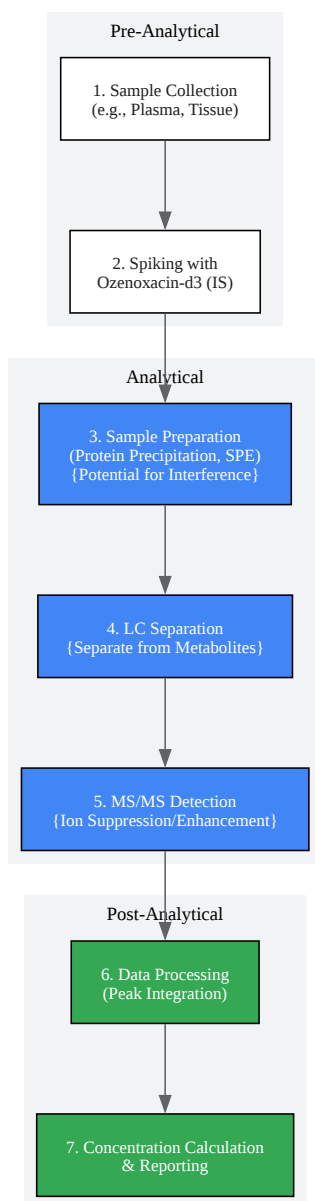 Pre-Analytical
1. Sample Collection
(e.g., Plasma, Tissue)
2. Spiking with
Ozenoxacin-d3 (IS)
Analytical
3. Sample Preparation
(Protein Precipitation, SPE)
{Potential for Interference}
4. LC Separation
{Separate from Metabolites}
5. MS/MS Detection
{Ion Suppression/Enhancement}
Post-Analytical
6. Data Processing
(Peak Integration)
7. Concentration Calculation
& Reporting